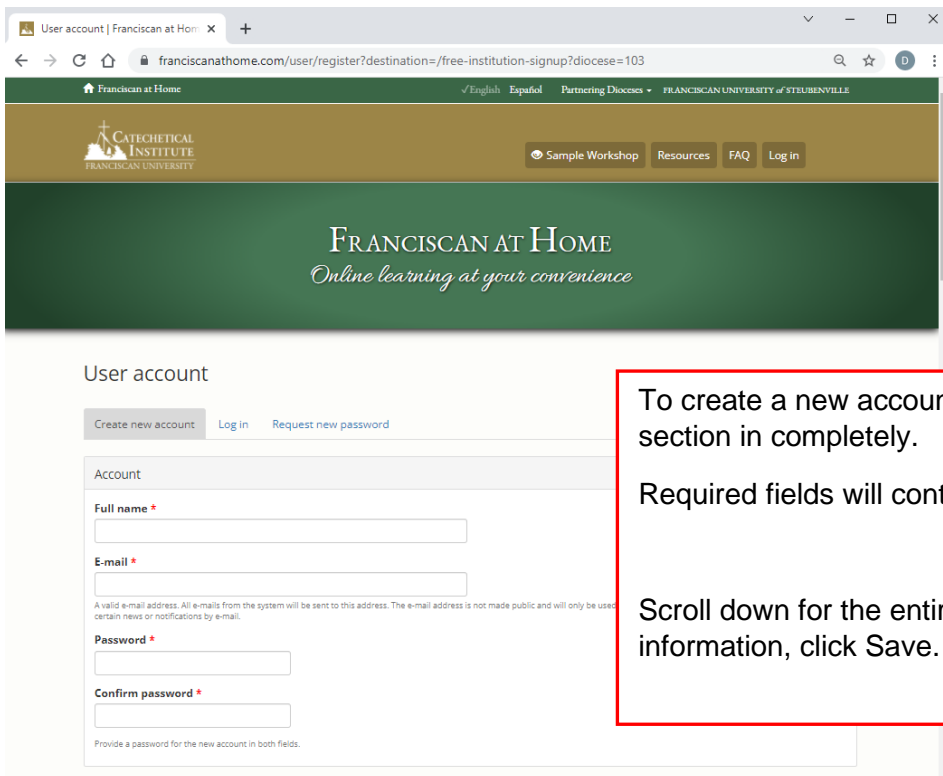 User account | Franciscan at Hom
franciscanathome.com/user/register?destination=/free-institution-signup?diocese=103
D
Franciscan at Home
✓English Español Partnering Dioceses FRANCISCAN UNIVERSITY of STEUBENVILLE
CATECHETICAL
INSTITUTE
FRANCISCAN UNIVERSITY
Sample Workshop Resources FAQ Log in
FRANCISCAN AT HOME
Online learning at your convenience
User account
Create new account Log in Request new password
Account
Full name *
E-mail *
A valid e-mail address. All e-mails from the system will be sent to this address. The e-mail address is not made public and will only be used
certain news or notifications by e-mail.
Password *
Confirm password *
Provide a password for the new account in both fields.
To create a new
section in completely.
Required fields will
Scroll down for the
information, click Save.